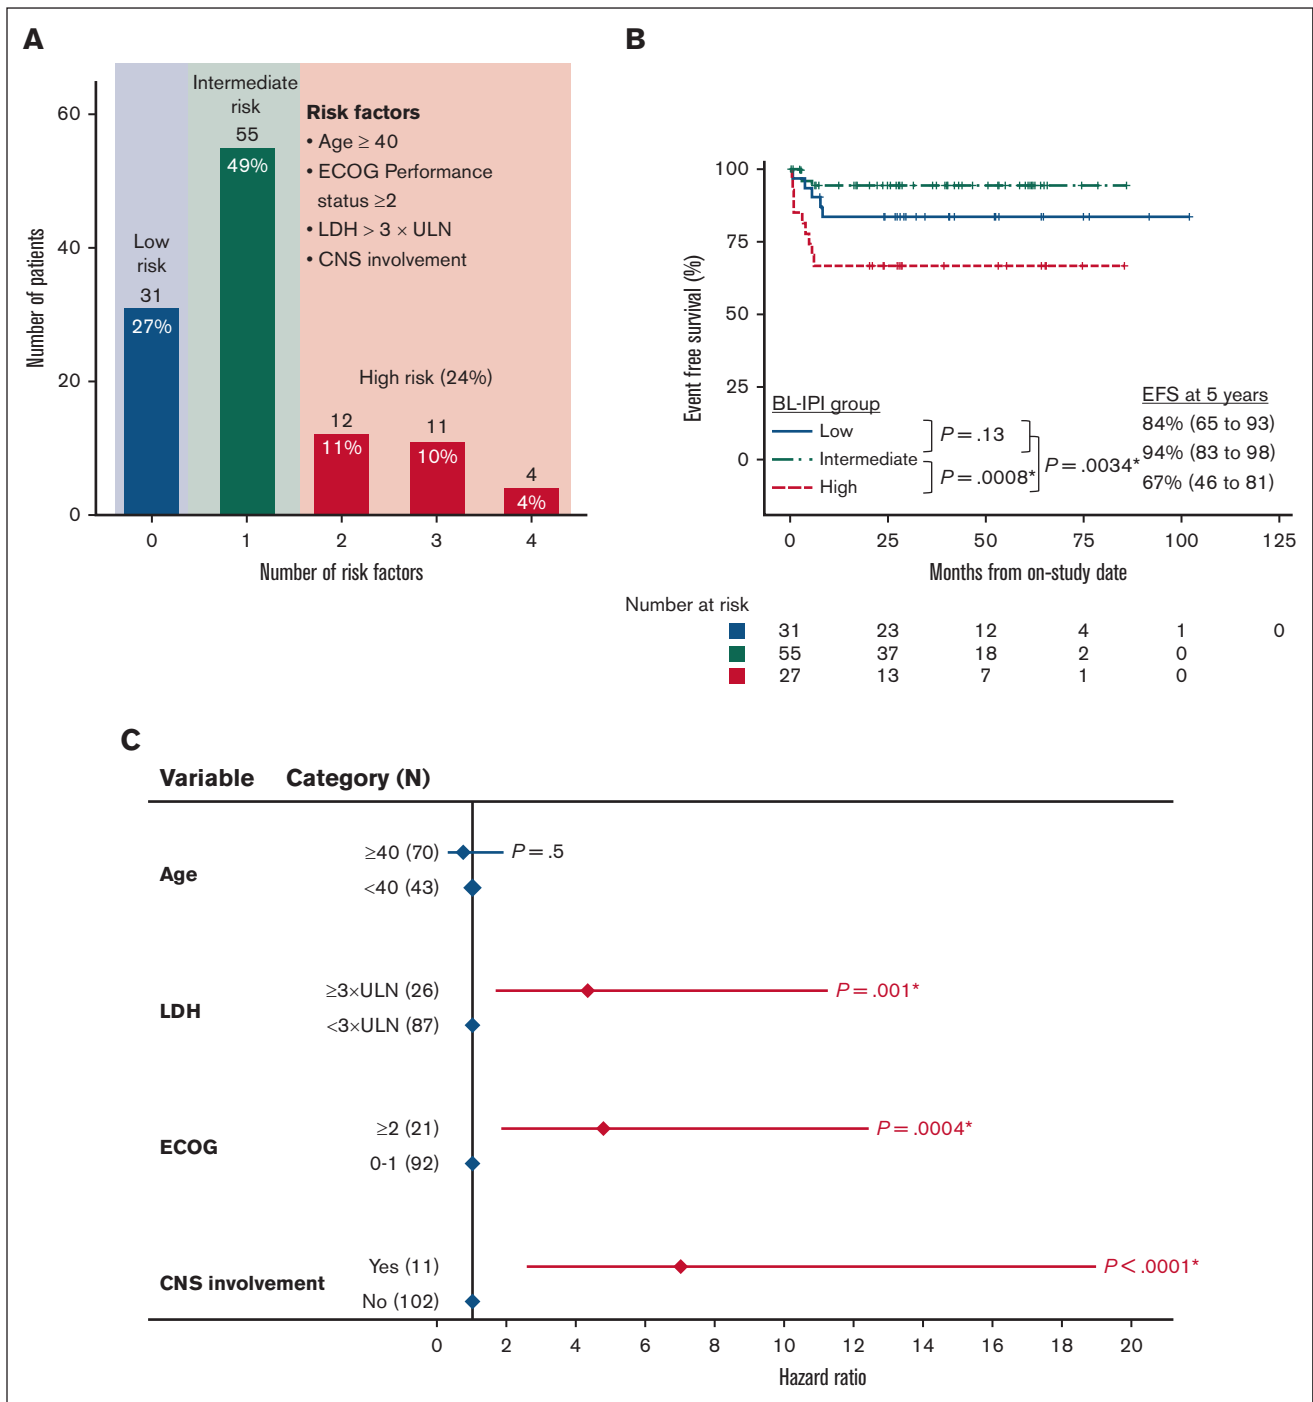 A
Intermediate
risk
55
49%
Low
risk
31
27%
Risk factors
• Age ≥ 40
• ECOG Performance
status ≥2
• LDH > 3 × ULN
• CNS involvement
High risk (24%)
12
11%
11
10%
4
4%
60
40
20
0
Number of patients
0 1 2 3 4
Number of risk factors
B
100
75
50
25
0
Event free survival (%)
BL-IPI group
Low
Intermediate
High
P = .13
P = .0008*
P = .0034*
EFS at 5 years
84% (65 to 93)
94% (83 to 98)
67% (46 to 81)
0 25 50 75 100 125
Months from on-study date
Number at risk
31 23 12 4 1 0
55 37 18 2 0
27 13 7 1 0
C
Variable Category (N)
Age
≥40 (70) P = .5
<40 (43)
LDH
≥3×ULN (26) P = .001*
<3×ULN (87)
ECOG
≥2 (21) P = .0004*
0-1 (92)
CNS involvement
Yes (11) P < .0001*
No (102)
0 2 4 6 8 10 12 14 16 18 20
Hazard ratio